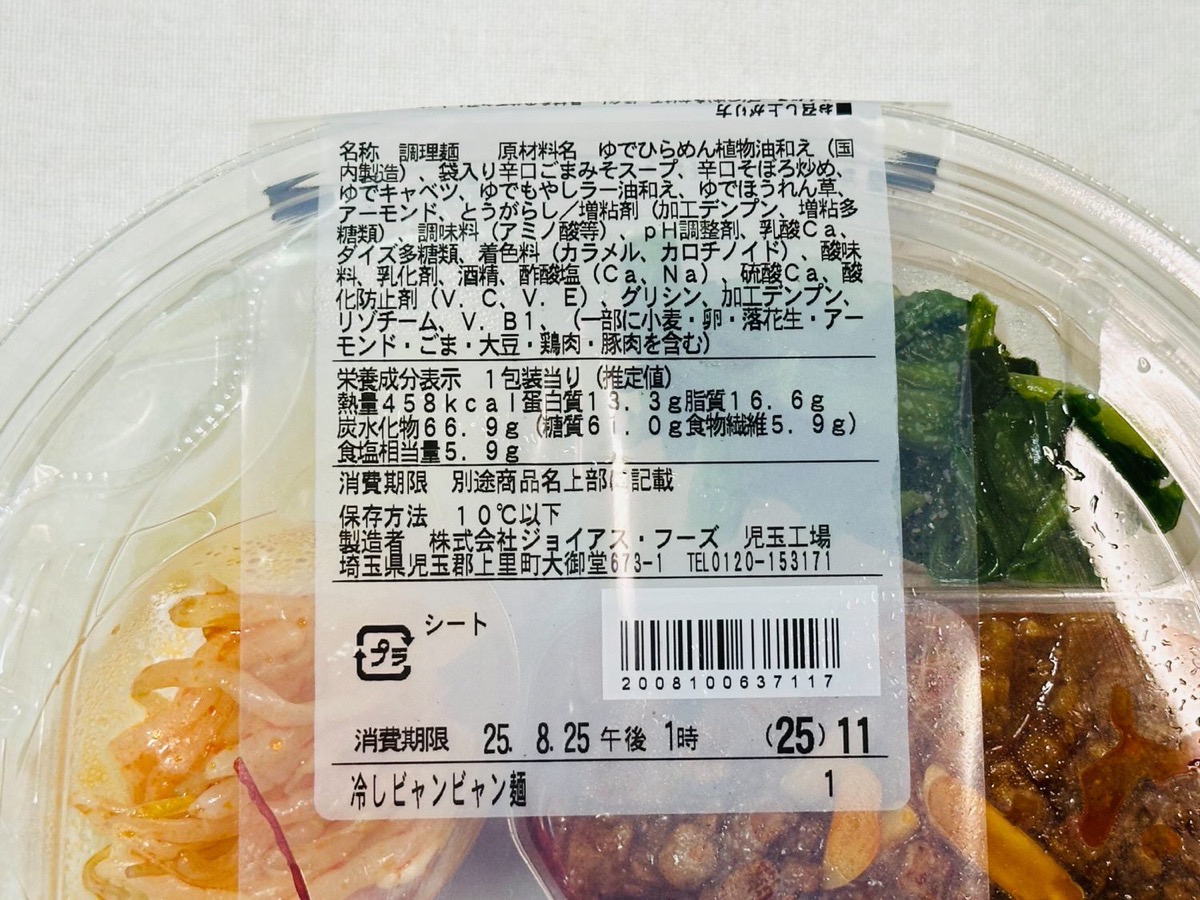 ■お召し上がり方
名称　調理麺　　原材料名　ゆでひらめん植物油和え（国
内製造）、袋入り辛口ごまみそスープ、辛口そぼろ炒め、
ゆでキャベツ、ゆでもやしラー油和え、ゆでほうれん草、
アーモンド、とうがらし／増粘剤（加工デンプン、増粘多
糖類）、調味料（アミノ酸等）、ｐＨ調整剤、乳酸Ｃａ、
ダイズ多糖類、着色料（カラメル、カロチノイド）、酸味
料、乳化剤、酒精、酢酸塩（Ｃａ、Ｎａ）、硫酸Ｃａ、酸
化防止剤（Ｖ．Ｃ、Ｖ．Ｅ）、グリシン、加工デンプン、
リゾチーム、Ｖ．Ｂ１、（一部に小麦・卵・落花生・アー
モンド・ごま・大豆・鶏肉・豚肉を含む）
栄養成分表示　１包装当り（推定値）
熱量４５８ｋｃａｌ蛋白質１３．３ｇ脂質１６．６ｇ
炭水化物６６．９ｇ（糖質６１．０ｇ食物繊維５．９ｇ）
食塩相当量５．９ｇ
消費期限　別途商品名上部に記載
保存方法　１０℃以下
製造者　株式会社ジョイアス・フーズ　児玉工場
埼玉県児玉郡上里町大御堂673-1　TEL0120-153171
プラ シート
2008100637117
消費期限　25. 8.25 午後 1時　(25) 11
冷しビャンビャン麺　1